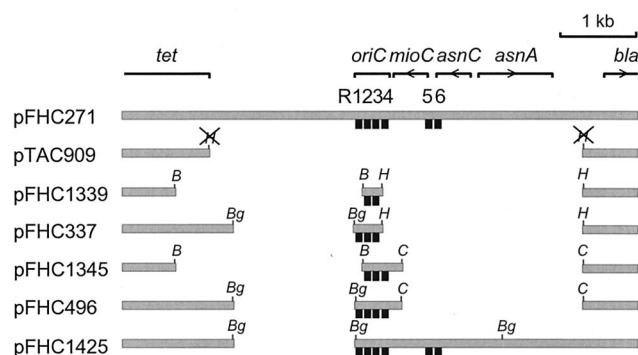 1 kb
tet oriC mioC asnC asnA bla
R1234 56
pFHC271
pTAC909
B B H H
pFHC1339
Bg Bg H H
pFHC337
B B C C
pFHC1345
Bg Bg C C
pFHC496
Bg Bg Bg
pFHC1425